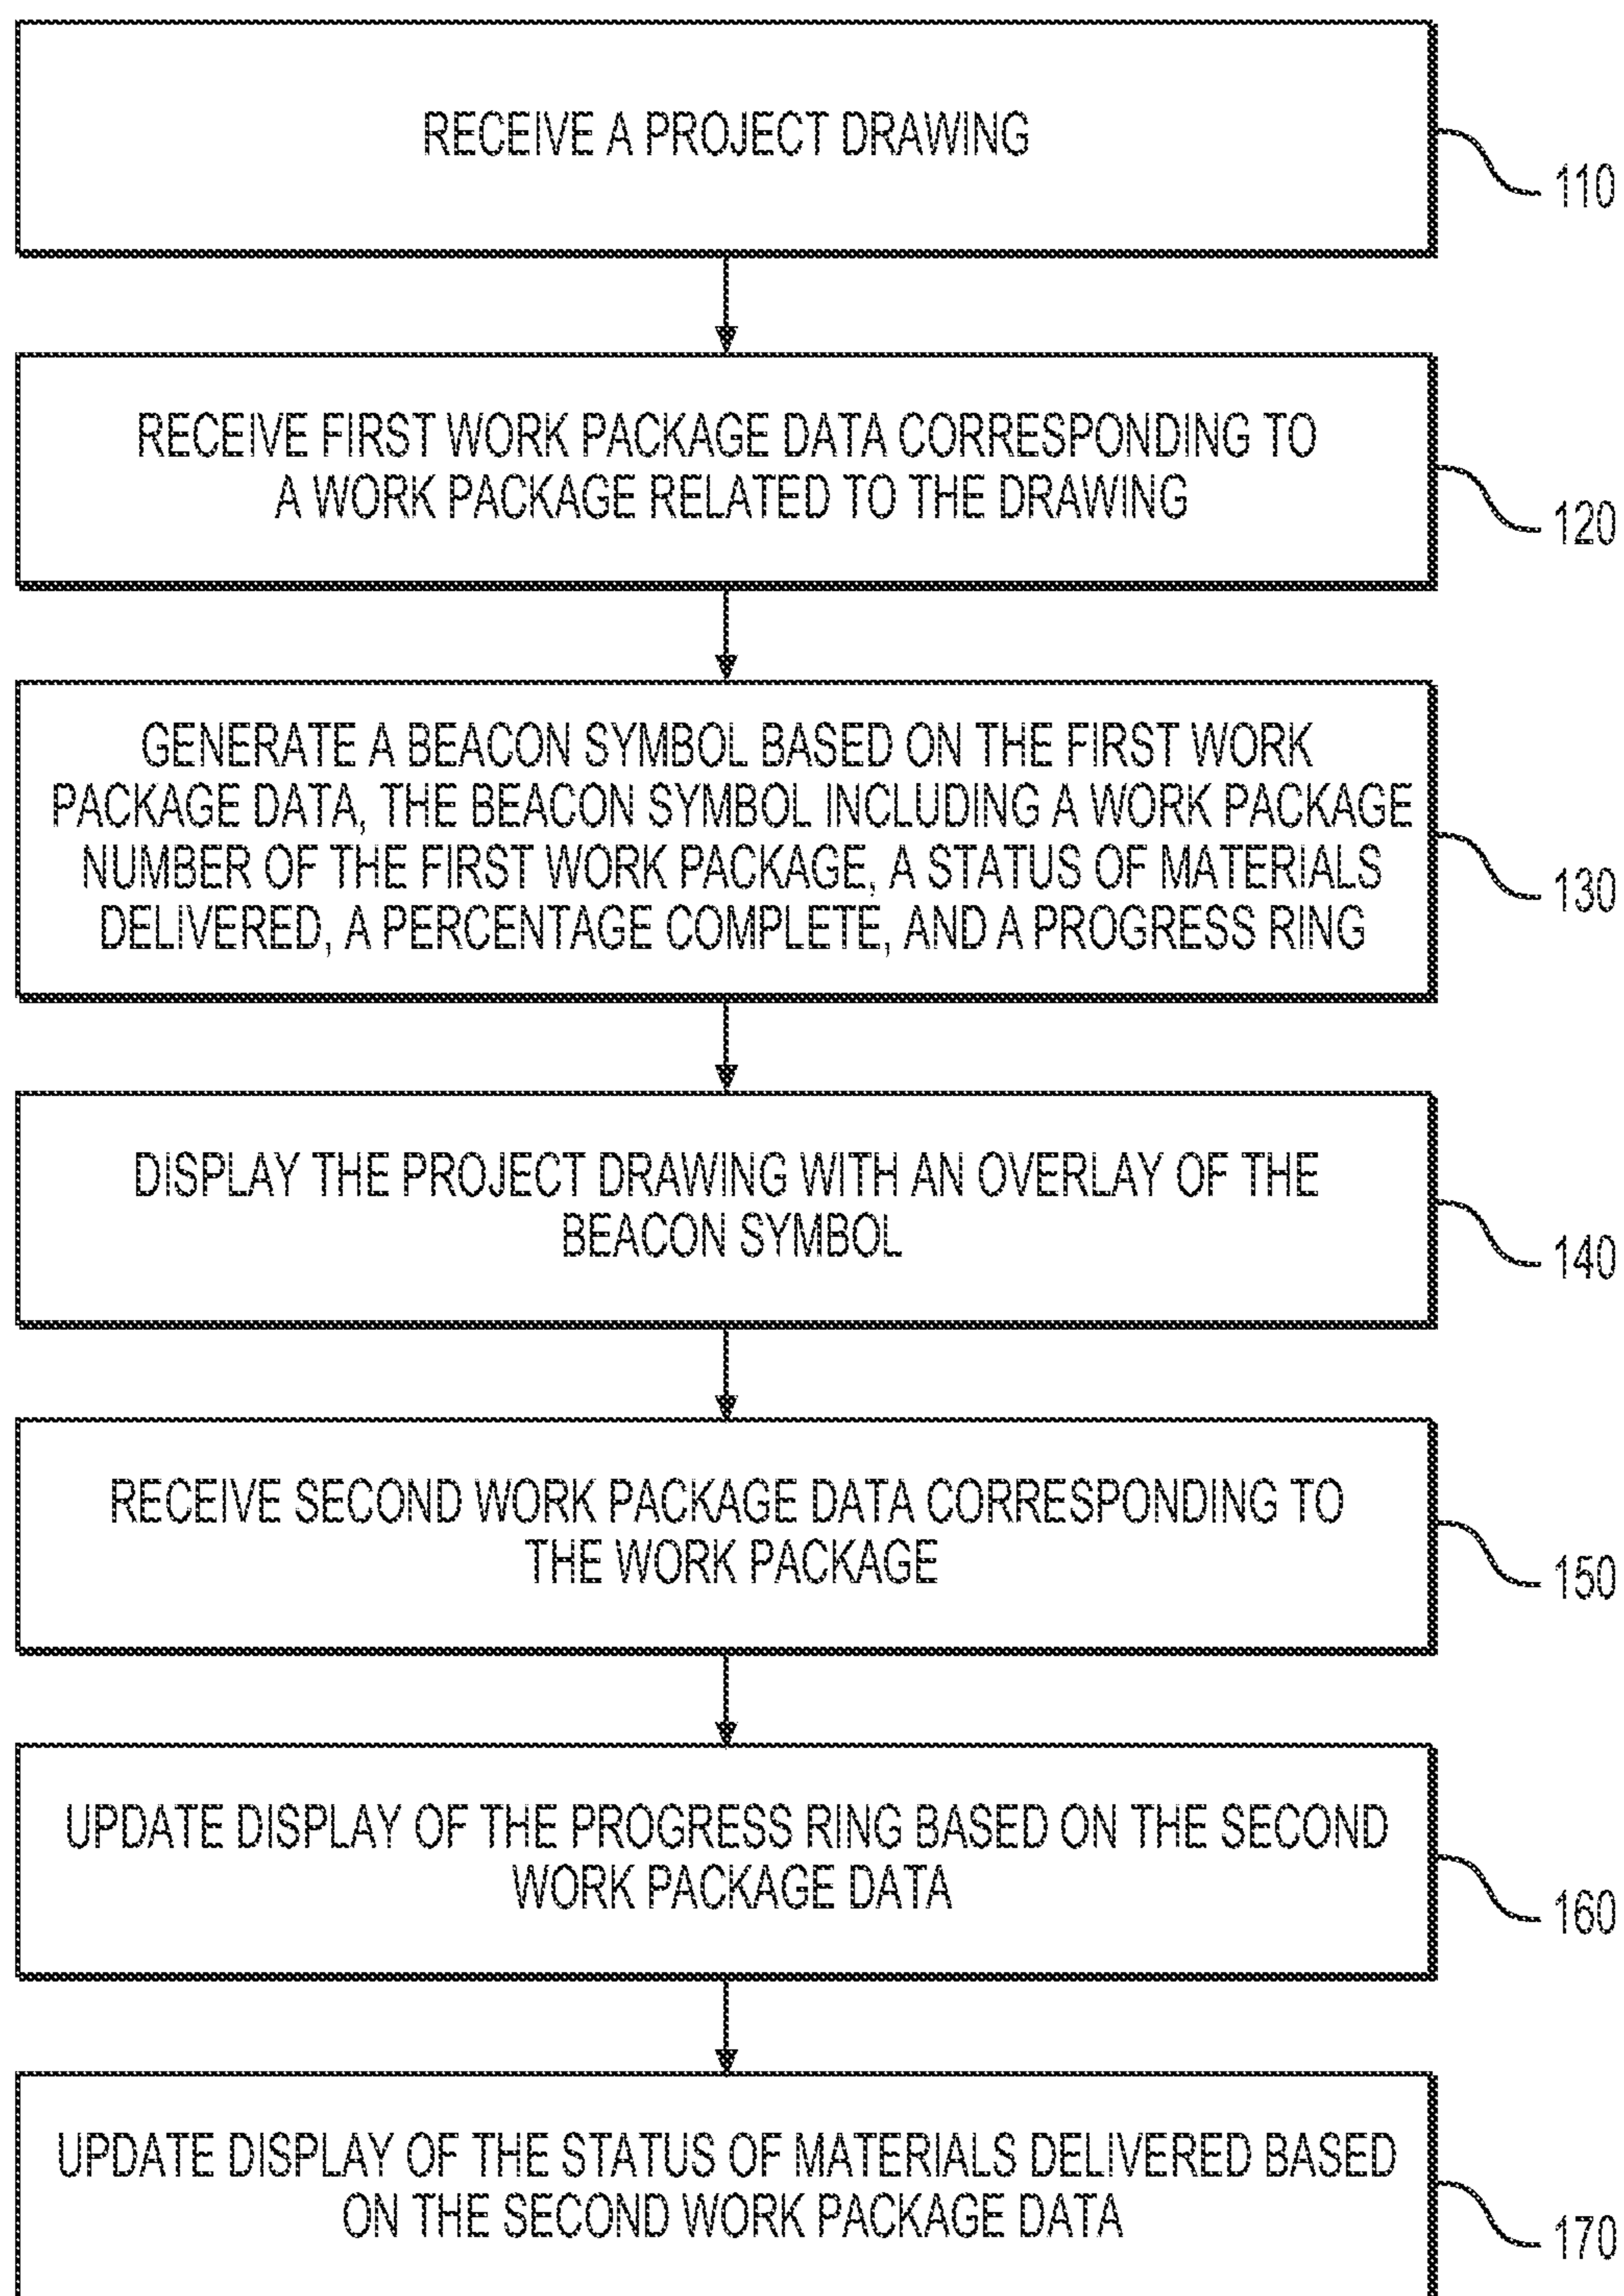 RECEIVE A PROJECT DRAWING
110
RECEIVE FIRST WORK PACKAGE DATA CORRESPONDING TO
A WORK PACKAGE RELATED TO THE DRAWING
120
GENERATE A BEACON SYMBOL BASED ON THE FIRST WORK
PACKAGE DATA, THE BEACON SYMBOL INCLUDING A WORK PACKAGE
NUMBER OF THE FIRST WORK PACKAGE, A STATUS OF MATERIALS
DELIVERED, A PERCENTAGE COMPLETE, AND A PROGRESS RING
130
DISPLAY THE PROJECT DRAWING WITH AN OVERLAY OF THE
BEACON SYMBOL
140
RECEIVE SECOND WORK PACKAGE DATA CORRESPONDING TO
THE WORK PACKAGE
150
UPDATE DISPLAY OF THE PROGRESS RING BASED ON THE SECOND
WORK PACKAGE DATA
160
UPDATE DISPLAY OF THE STATUS OF MATERIALS DELIVERED BASED
ON THE SECOND WORK PACKAGE DATA
170